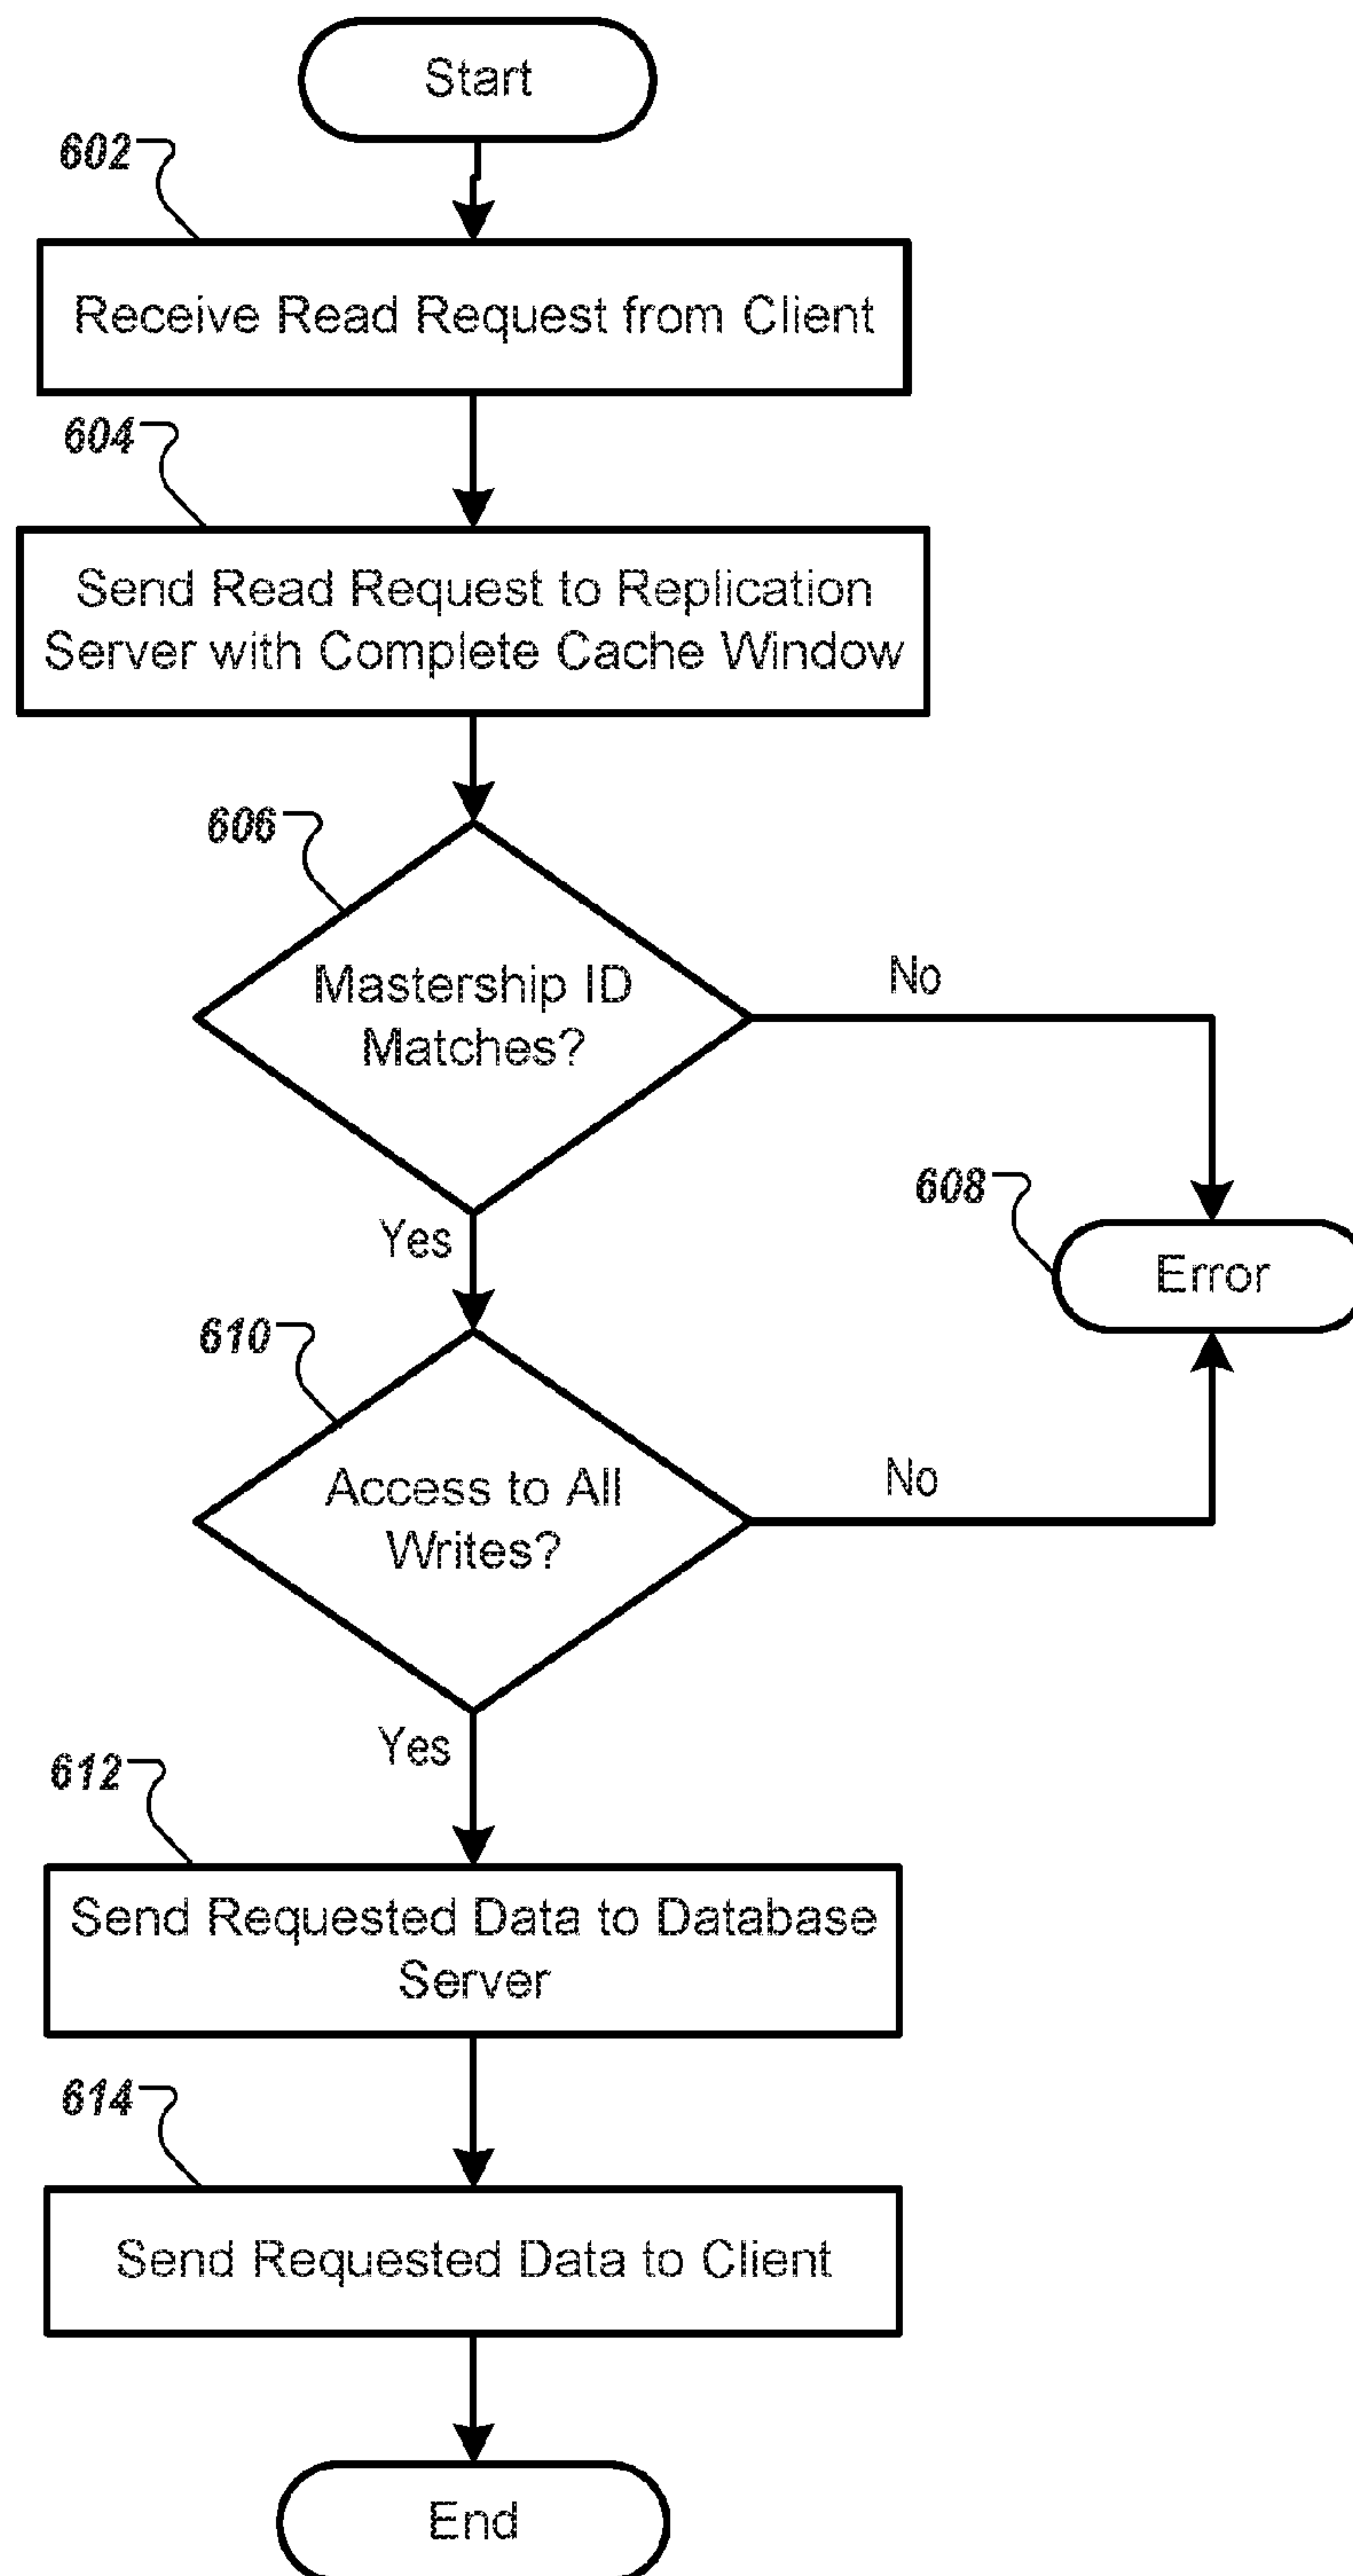 Start
602
Receive Read Request from Client
604
Send Read Request to Replication
Server with Complete Cache Window
606
Mastership ID
Matches?
No
Yes
608
Error
610
Access to All
Writes?
No
Yes
612
Send Requested Data to Database
Server
614
Send Requested Data to Client
End